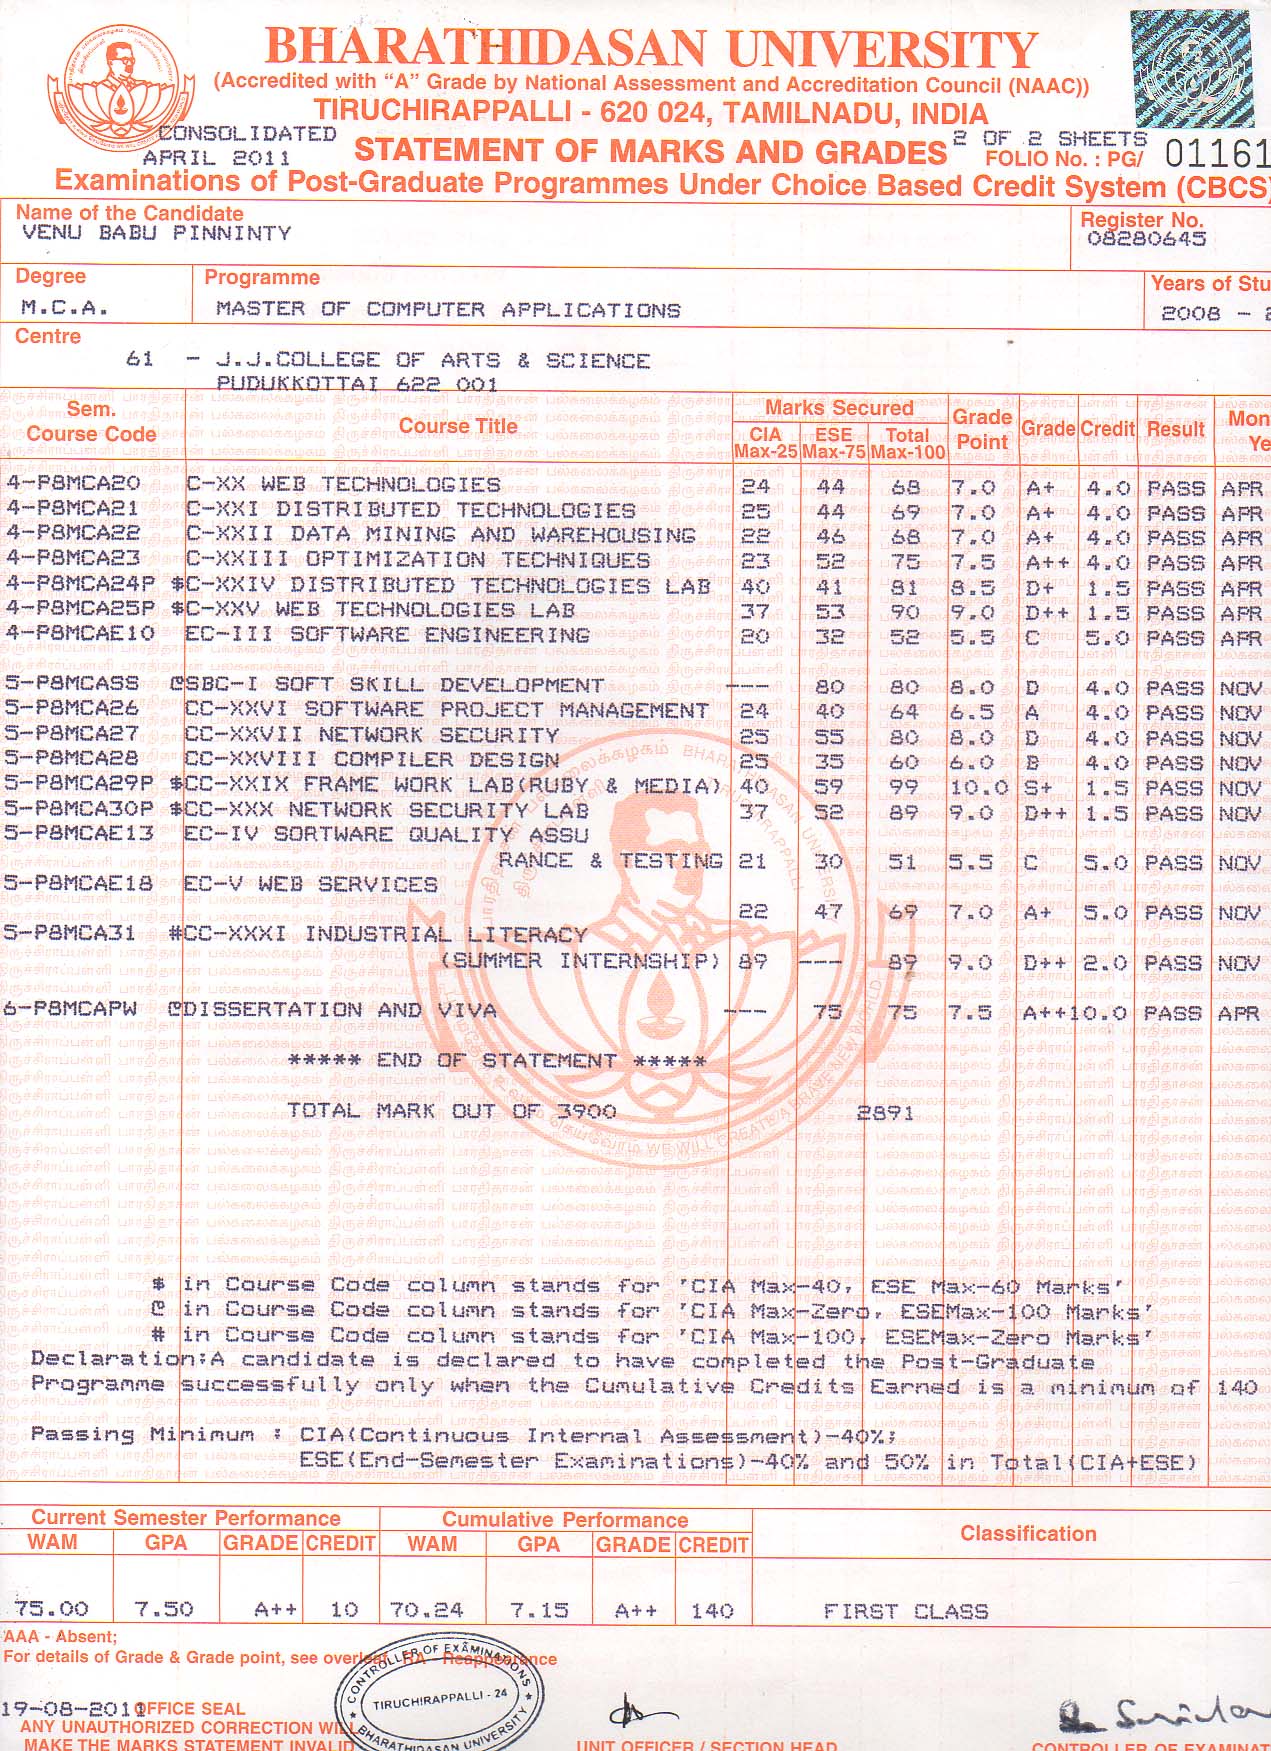 BHARATHIDASAN UNIVERSITY
(Accredited with "A" Grade by National Assessment and Accreditation Council (NAAC))
TIRUCHIRAPPALLI - 620 024, TAMILNADU, INDIA
CONSOLIDATED
2 OF 2 SHEETS
APRIL 2011
STATEMENT OF MARKS AND GRADES
FOLIO No. : PG/ 01161
Examinations of Post-Graduate Programmes Under Choice Based Credit System (CBCS)
Name of the Candidate
VENU BABU PINNINTY
Register No.
08280645
Degree
M.C.A.
Programme
MASTER OF COMPUTER APPLICATIONS
Years of Stu
2008 -
Centre
61 - J.J.COLLEGE OF ARTS & SCIENCE
PUDUKKOTTAI 622 001
Sem. Course Code Course Title Marks Secured Grade Point Grade Credit Result Mon Ye
CIA Max-25 ESE Max-75 Total Max-100
4-P8MCA20 C-XX WEB TECHNOLOGIES 24 44 68 7.0 A+ 4.0 PASS APR
4-P8MCA21 C-XXI DISTRIBUTED TECHNOLOGIES 25 44 69 7.0 A+ 4.0 PASS APR
4-P8MCA22 C-XXII DATA MINING AND WAREHOUSING 22 46 68 7.0 A+ 4.0 PASS APR
4-P8MCA23 C-XXIII OPTIMIZATION TECHNIQUES 23 52 75 7.5 A++ 4.0 PASS APR
4-P8MCA24P $C-XXIV DISTRIBUTED TECHNOLOGIES LAB 40 41 81 8.5 D+ 1.5 PASS APR
4-P8MCA25P $C-XXV WEB TECHNOLOGIES LAB 37 53 90 9.0 D++ 1.5 PASS APR
4-P8MCAE10 EC-III SOFTWARE ENGINEERING 20 32 52 5.5 C 5.0 PASS APR
5-P8MCASS @SBC-I SOFT SKILL DEVELOPMENT --- 80 80 8.0 D 4.0 PASS NOV
5-P8MCA26 CC-XXVI SOFTWARE PROJECT MANAGEMENT 24 40 64 6.5 A 4.0 PASS NOV
5-P8MCA27 CC-XXVII NETWORK SECURITY 25 55 80 8.0 D 4.0 PASS NOV
5-P8MCA28 CC-XXVIII COMPILER DESIGN 25 35 60 6.0 B 4.0 PASS NOV
5-P8MCA29P $CC-XXIX FRAME WORK LAB(RUBY & MEDIA) 40 59 99 10.0 S+ 1.5 PASS NOV
5-P8MCA30P $CC-XXX NETWORK SECURITY LAB 37 52 89 9.0 D++ 1.5 PASS NOV
5-P8MCAE13 EC-IV SORTWARE QUALITY ASSU
RANCE & TESTING 21 30 51 5.5 C 5.0 PASS NOV
5-P8MCAE18 EC-V WEB SERVICES
22 47 69 7.0 A+ 5.0 PASS NOV
5-P8MCA31 #CC-XXXI INDUSTRIAL LITERACY
(SUMMER INTERNSHIP) 89 --- 89 9.0 D++ 2.0 PASS NOV
6-P8MCAPW @DISSERTATION AND VIVA --- 75 75 7.5 A++ 10.0 PASS APR
***** END OF STATEMENT *****
TOTAL MARK OUT OF 3900 2891
$ in Course Code column stands for 'CIA Max-40, ESE Max-60 Marks'
@ in Course Code column stands for 'CIA Max-Zero, ESEMax-100 Marks'
# in Course Code column stands for 'CIA Max-100, ESEMax-Zero Marks'
Declaration:A candidate is declared to have completed the Post-Graduate
Programme successfully only when the Cumulative Credits Earned is a minimum of 140
Passing Minimum : CIA(Continuous Internal Assessment)-40%;
ESE(End-Semester Examinations)-40% and 50% in Total(CIA+ESE)
Current Semester Performance Cumulative Performance Classification
WAM GPA GRADE CREDIT WAM GPA GRADE CREDIT
75.00 7.50 A++ 10 70.24 7.15 A++ 140 FIRST CLASS
AAA - Absent;
For details of Grade & Grade point, see overleaf RA - Reappearance
CONTROLLER OF EXAMINATIONS
TIRUCHIRAPPALLI - 24
BHARATHIDASAN UNIVERSITY
19-08-2011 OFFICE SEAL
ANY UNAUTHORIZED CORRECTION WILL
MAKE THE MARKS STATEMENT INVALID
UNIT OFFICER / SECTION HEAD
CONTROLLER OF EXAMINAT